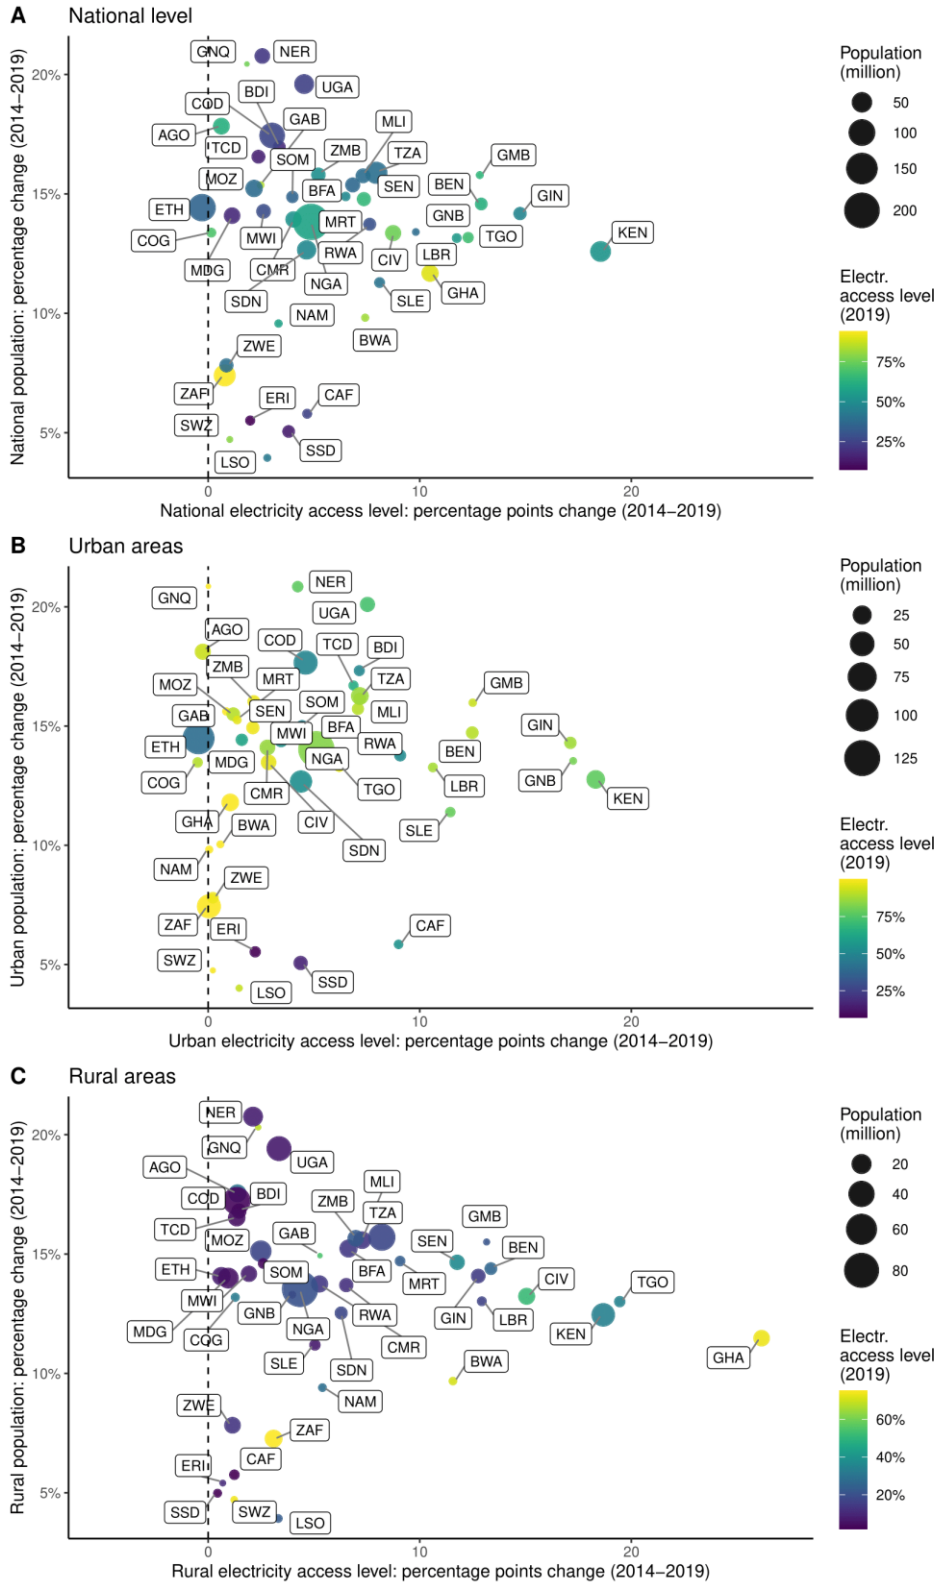 A National level
National population: percentage change (2014−2019)
20%
15%
10%
5%
GNQ NER
UGA
BDI
COD
GAB
AGO
MLI
TCD
SOM
ZMB
TZA
GMB
MOZ
BFA
SEN
BEN
GIN
ETH
MRT
GNB
COG
MWI
RWA
CIV
LBR
TGO
KEN
MDG
CMR
NGA
SDN
SLE
GHA
NAM
BWA
ZWE
ZAF
ERI
CAF
SWZ
SSD
LSO
0 10 20
National electricity access level: percentage points change (2014−2019)
Population
(million)
50
100
150
200
Electr.
access level
(2019)
75%
50%
25%
B Urban areas
Urban population: percentage change (2014−2019)
20%
15%
10%
5%
NER
GNQ
UGA
AGO
COD
TCD
BDI
ZMB
MRT
TZA
MOZ
GMB
SEN
SOM
MLI
GAB
MWI
BFA
GIN
ETH
RWA
BEN
MDG
NGA
COG
CMR
TGO
LBR
GNB
KEN
GHA
BWA
CIV
SLE
SDN
NAM
ZWE
ZAF
ERI
CAF
SWZ
SSD
LSO
0 10 20
Urban electricity access level: percentage points change (2014−2019)
Population
(million)
25
50
75
100
125
Electr.
access level
(2019)
75%
50%
25%
C Rural areas
Rural population: percentage change (2014−2019)
20%
15%
10%
5%
NER
GNQ
UGA
AGO
MLI
COD
BDI
ZMB
TZA
TCD
GMB
MOZ
GAB
SEN
BEN
ETH
SOM
BFA
MRT
CIV
TGO
MWI
GNB
RWA
GIN
LBR
MDG
COG
NGA
KEN
CMR
GHA
SLE
SDN
BWA
NAM
ZWE
ZAF
CAF
ERI
SSD
SWZ
LSO
0 10 20
Rural electricity access level: percentage points change (2014−2019)
Population
(million)
20
40
60
80
Electr.
access level
(2019)
60%
40%
20%